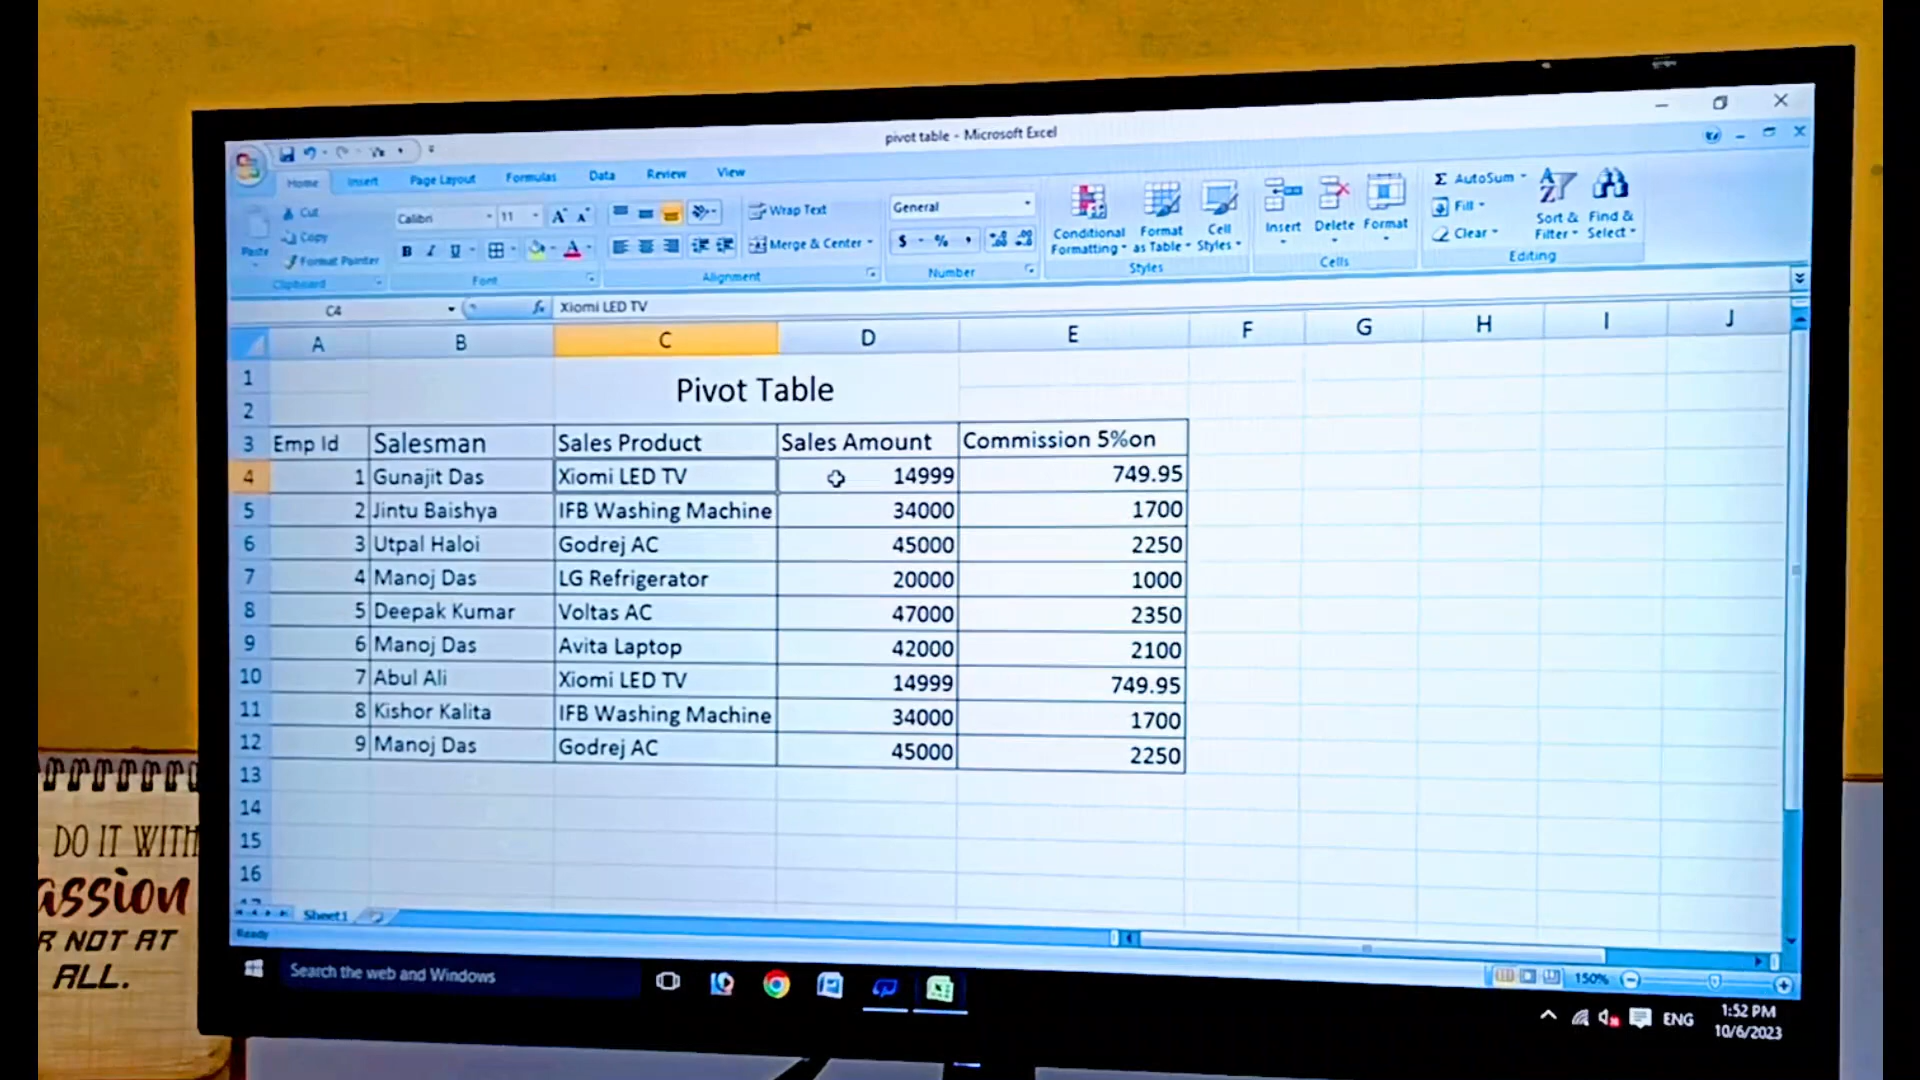 pivot table - Microsoft Excel
Home Insert Page Layout Formulas Data Review View
Cut
Copy
Format Painter
Paste
Clipboard
Calibri 11
B I U
Font
Wrap Text
Merge & Center
Alignment
General
$ % ,
Number
Conditional Formatting
Format as Table
Cell Styles
Styles
Insert Delete Format
Cells
Σ AutoSum
Fill
Clear
Sort & Filter
Find & Select
Editing
C4 fx Xiomi LED TV
A B C D E F G H I J
1
Pivot Table
2
3 Emp Id Salesman Sales Product Sales Amount Commission 5%on
4 1 Gunajit Das Xiomi LED TV 14999 749.95
5 2 Jintu Baishya IFB Washing Machine 34000 1700
6 3 Utpal Haloi Godrej AC 45000 2250
7 4 Manoj Das LG Refrigerator 20000 1000
8 5 Deepak Kumar Voltas AC 47000 2350
9 6 Manoj Das Avita Laptop 42000 2100
10 7 Abul Ali Xiomi LED TV 14999 749.95
11 8 Kishor Kalita IFB Washing Machine 34000 1700
12 9 Manoj Das Godrej AC 45000 2250
13
14
15
16
Sheet1
Ready
150%
Search the web and Windows
ENG
1:52 PM
10/6/2023
DO IT WITH
assion
R NOT AT
ALL.